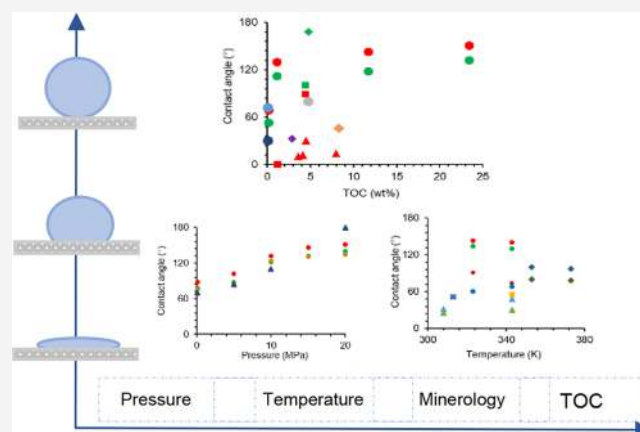 180
120
60
0
Contact angle (°)
0 5 10 15 20 25
TOC (wt%)
180
120
60
0
Contact angle (°)
0 5 10 15 20
Pressure (MPa)
180
120
60
0
Contact angle (°)
300 340 380
Temperature (K)
Pressure Temperature Minerology TOC